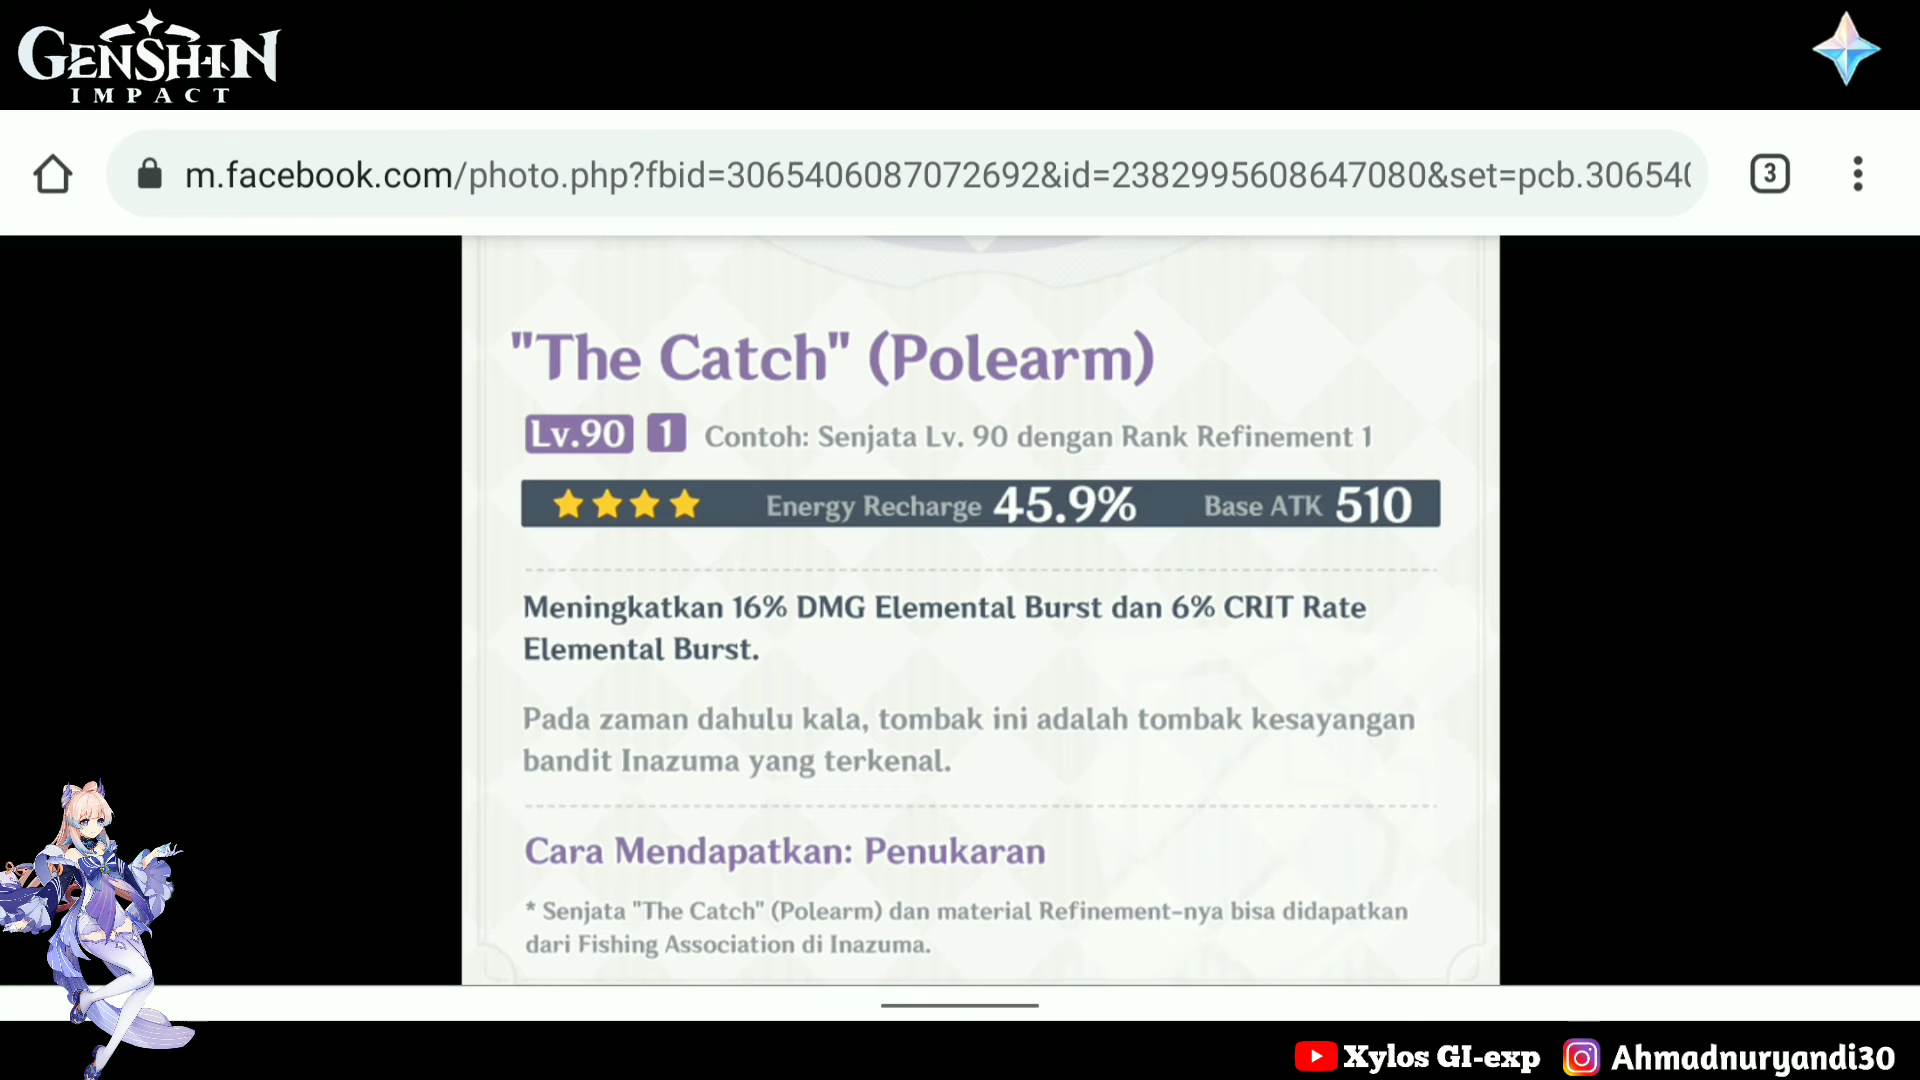 GENSHIN
IMPACT
m.facebook.com/photo.php?fbid=3065406087072692&id=2382995608647080&set=pcb.30654
3
"The Catch" (Polearm)
Lv.90 1 Contoh: Senjata Lv. 90 dengan Rank Refinement 1
Energy Recharge 45.9% Base ATK 510
Meningkatkan 16% DMG Elemental Burst dan 6% CRIT Rate
Elemental Burst.
Pada zaman dahulu kala, tombak ini adalah tombak kesayangan
bandit Inazuma yang terkenal.
Cara Mendapatkan: Penukaran
* Senjata "The Catch" (Polearm) dan material Refinement-nya bisa didapatkan
dari Fishing Association di Inazuma.
Xylos GI-exp Ahmadnuryandi30